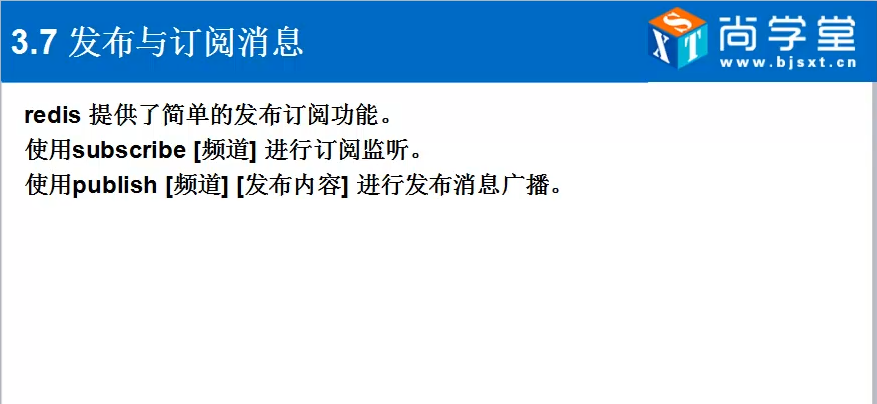 3.7 发布与订阅消息
XST
尚学堂
www.bjsxt.cn
redis 提供了简单的发布订阅功能。
使用subscribe [频道] 进行订阅监听。
使用publish [频道] [发布内容] 进行发布消息广播。